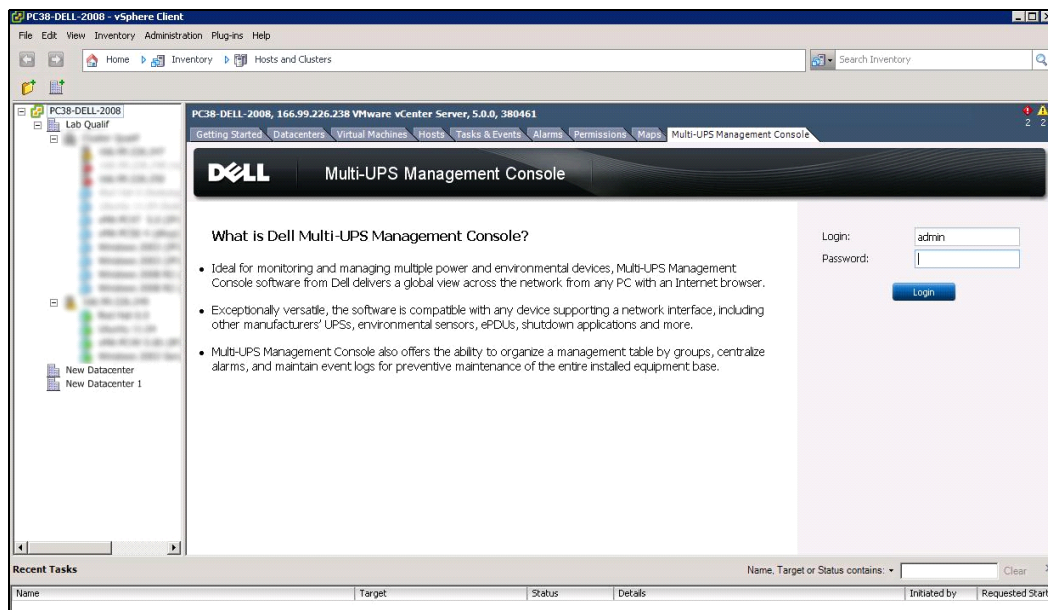 PC38-DELL-2008 - vSphere Client
File Edit View Inventory Administration Plug-ins Help
Home Inventory Hosts and Clusters
Search Inventory
PC38-DELL-2008
Lab Qualif
New Datacenter
New Datacenter 1
PC38-DELL-2008, 166.99.226.238 VMware vCenter Server, 5.0.0, 380461
2 2
Getting Started Datacenters Virtual Machines Hosts Tasks & Events Alarms Permissions Maps Multi-UPS Management Console
DELL Multi-UPS Management Console
What is Dell Multi-UPS Management Console?
• Ideal for monitoring and managing multiple power and environmental devices, Multi-UPS Management
Console software from Dell delivers a global view across the network from any PC with an Internet browser.
• Exceptionally versatile, the software is compatible with any device supporting a network interface, including
other manufacturers' UPSs, environmental sensors, ePDUs, shutdown applications and more.
• Multi-UPS Management Console also offers the ability to organize a management table by groups, centralize
alarms, and maintain event logs for preventive maintenance of the entire installed equipment base.
Login: admin
Password:
Login
Recent Tasks
Name, Target or Status contains:
Clear
Name Target Status Details Initiated by Requested Start